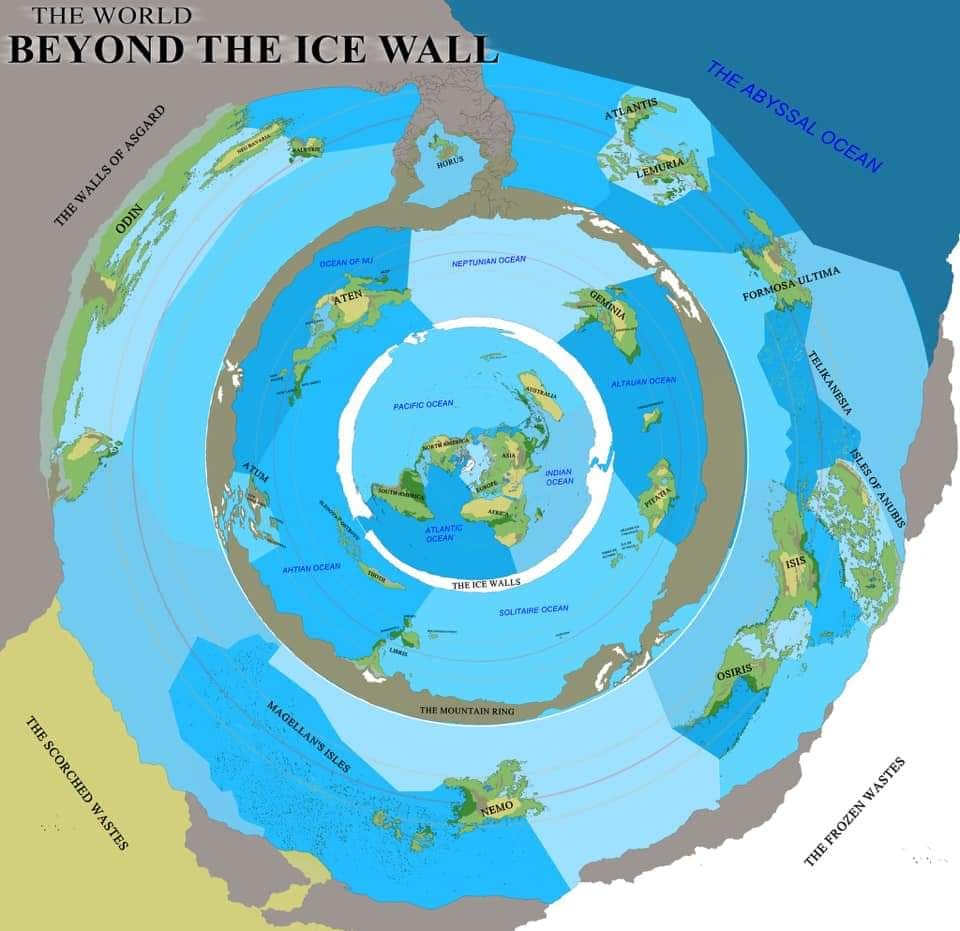 THE WORLD
BEYOND THE ICE WALL
THE ABYSSAL OCEAN
THE WALLS OF ASGARD
ATLANTIS
NEU BAVARIA
HORUS
LEMURIA
ODIN
OCEAN OF NU
NEPTUNIAN OCEAN
FORMOSA ULTIMA
ATEN
GEMINIA
TELIKANESIA
ALTAUAN OCEAN
AUSTRALIA
PACIFIC OCEAN
NORTH AMERICA
ASIA
ISLES OF ANUBIS
ATUM
INDIAN
OCEAN
EUROPE
SOUTH AMERICA
AFRICA
PITATIA
ATLANTIC
OCEAN
ISIS
AHTIAN OCEAN
THOTH
THE ICE WALLS
SOLITAIRE OCEAN
LIBRIS
OSIRIS
THE MOUNTAIN RING
MAGELLAN'S ISLES
THE SCORCHED WASTES
NEMO
THE FROZEN WASTES